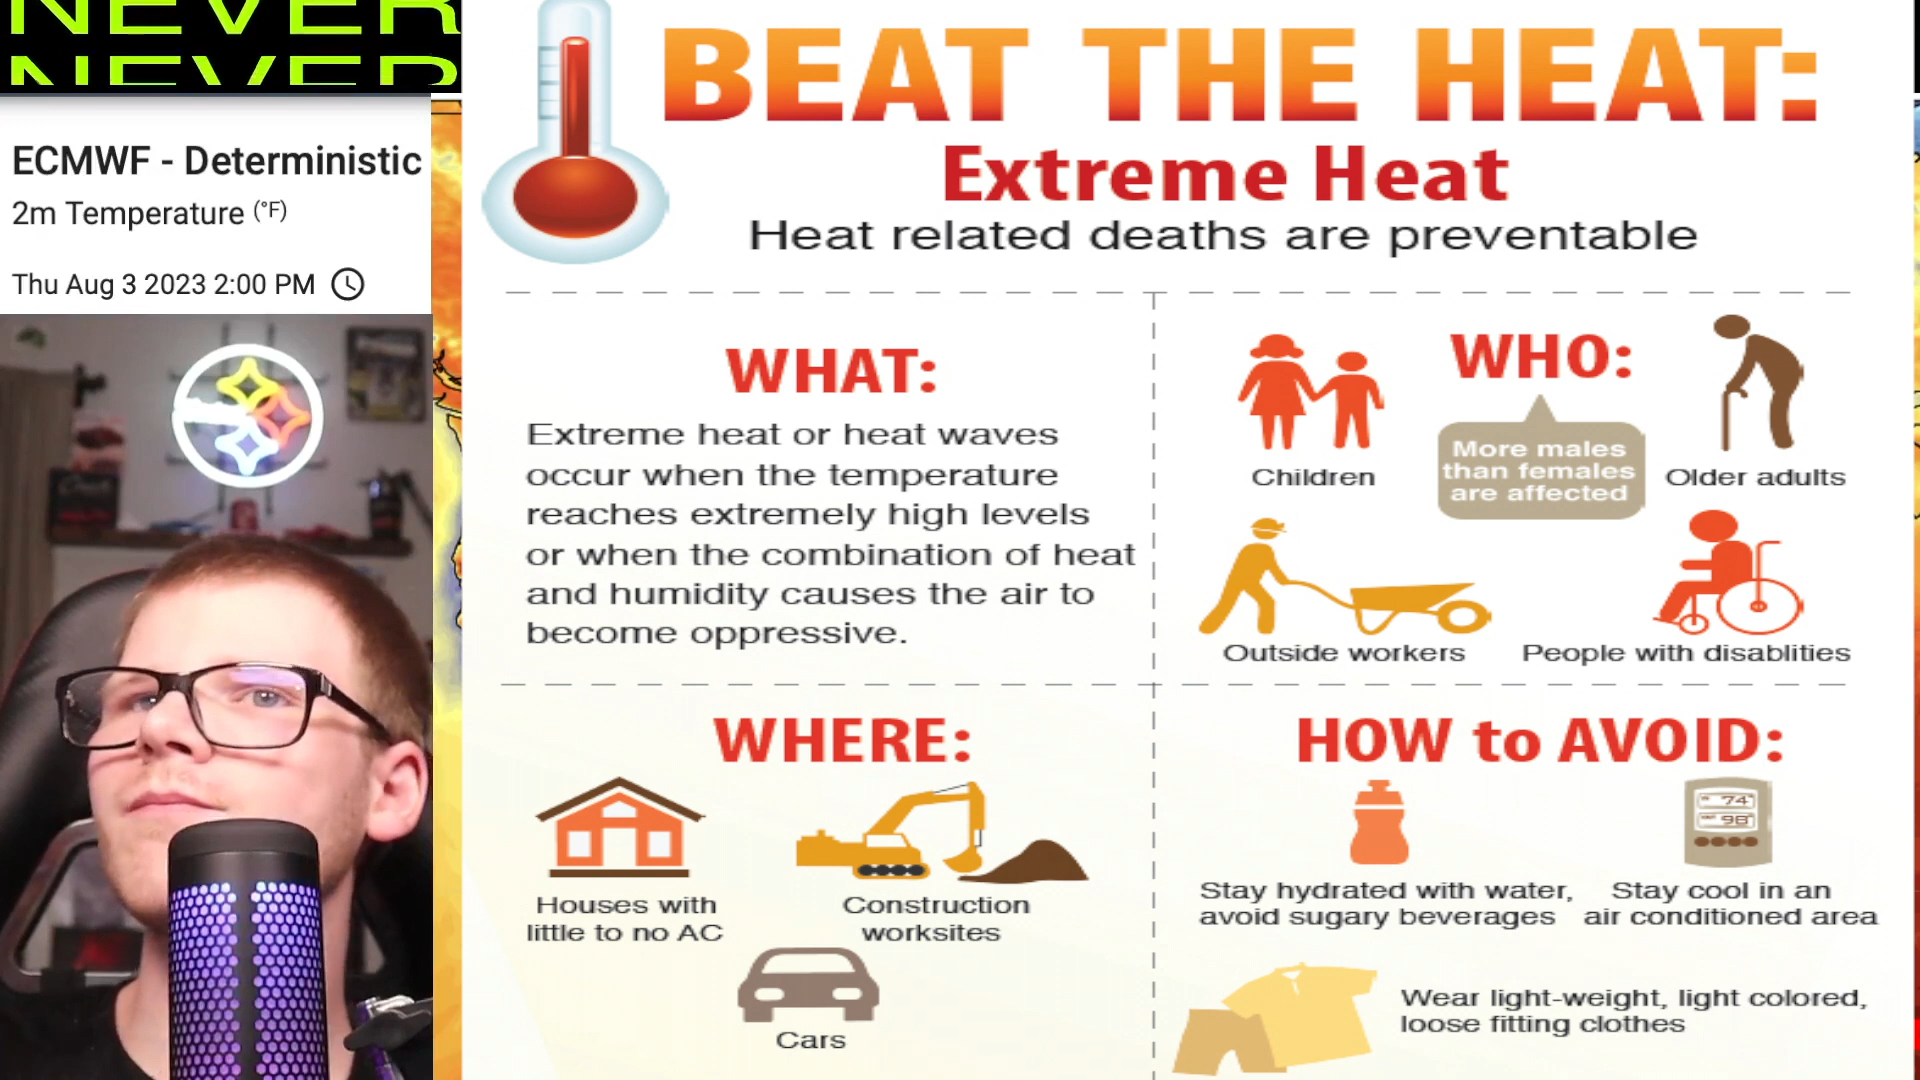 NEVER
NEVER
ECMWF - Deterministic
2m Temperature (°F)
Thu Aug 3 2023 2:00 PM
BEAT THE HEAT:
Extreme Heat
Heat related deaths are preventable
WHAT:
Extreme heat or heat waves
occur when the temperature
reaches extremely high levels
or when the combination of heat
and humidity causes the air to
become oppressive.
WHO:
Children
More males
than females
are affected
Older adults
Outside workers
People with disablities
WHERE:
Houses with
little to no AC
Construction
worksites
Cars
HOW to AVOID:
74°
98°
Stay hydrated with water,
avoid sugary beverages
Stay cool in an
air conditioned area
Wear light-weight, light colored,
loose fitting clothes